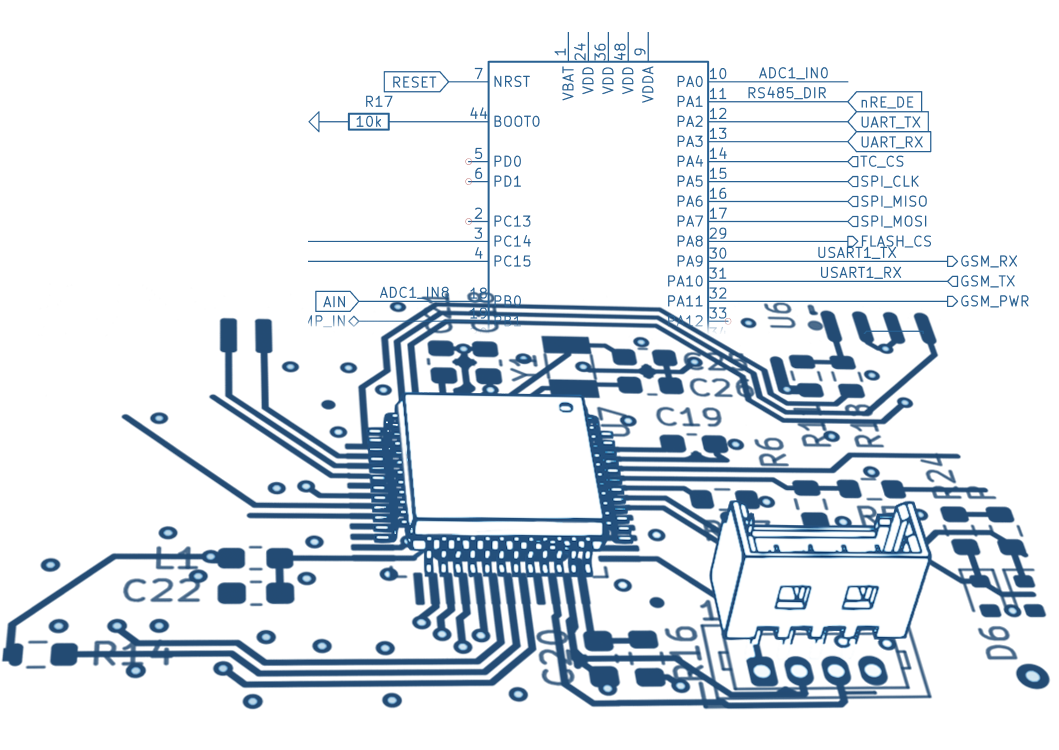 1 24 36 48 9
VBAT VDD VDD VDD VDDA
RESET 7 NRST PA0 10 ADC1_IN0
R17 PA1 11 RS485_DIR nRE_DE
10k 44 BOOT0 PA2 12 UART_TX
PA3 13 UART_RX
5 PD0 PA4 14 TC_CS
6 PD1 PA5 15 SPI_CLK
PA6 16 SPI_MISO
2 PC13 PA7 17 SPI_MOSI
3 PC14 PA8 29 FLASH_CS
4 PC15 PA9 30 USART1_TX GSM_RX
PA10 31 USART1_RX GSM_TX
AIN ADC1_IN8 18 PB0 PA11 32 GSM_PWR
MP_IN 19 PB1 PA12 33
34
U6
Y1
C25
C26
C19
U7
R6
R24
L1
C22
R14
C20
R16
1
D6